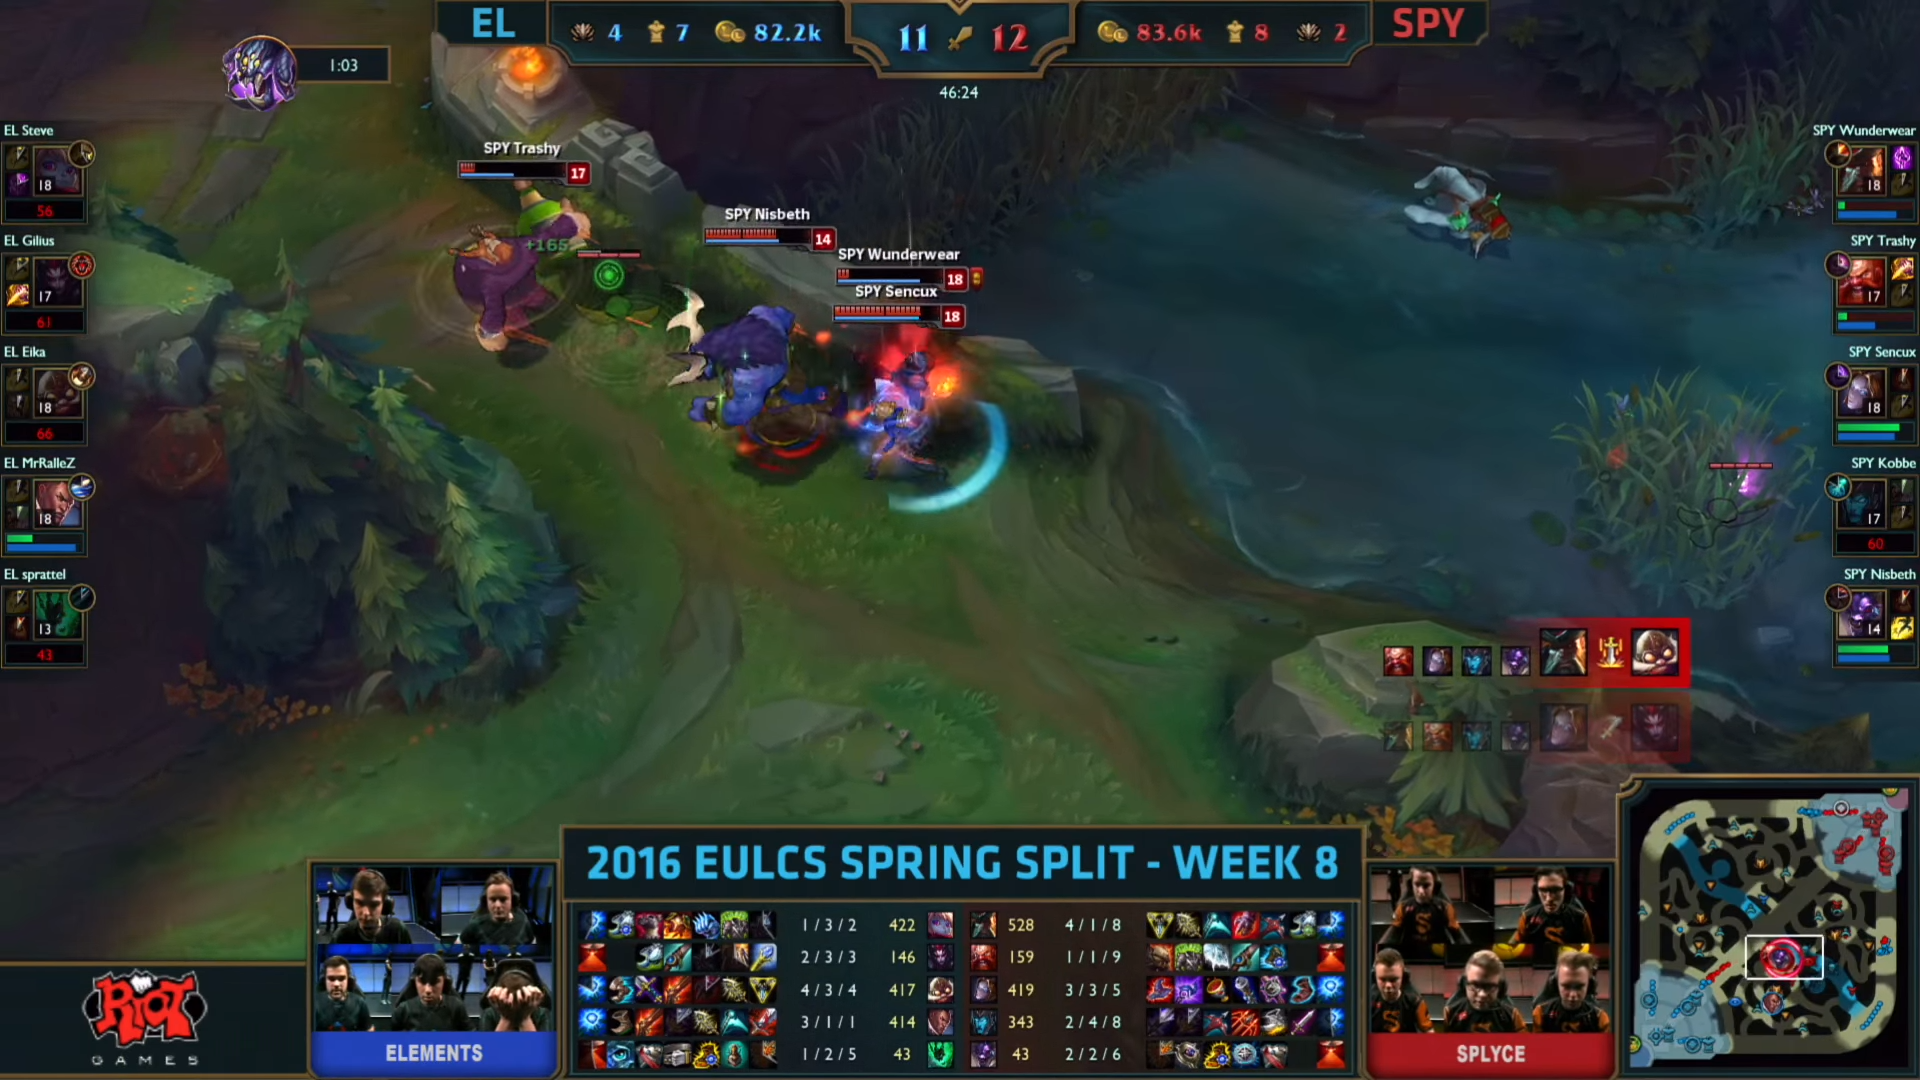 EL 4 7 82.2k 11 12 83.6k 8 2 SPY
1:03
46:24
EL Steve
18
56
EL Gilius
17
61
EL Eika
18
66
EL MrRalleZ
18
EL sprattel
13
43
SPY Trashy
17
+165
SPY Nisbeth
14
SPY Wunderwear
18
SPY Sencux
18
SPY Wunderwear
18
SPY Trashy
17
SPY Sencux
18
SPY Kobbe
17
60
SPY Nisbeth
14
2016 EULCS SPRING SPLIT - WEEK 8
1 / 3 / 2 422 528 4 / 1 / 8
2 / 3 / 3 146 159 1 / 1 / 9
4 / 3 / 4 417 419 3 / 3 / 5
3 / 1 / 1 414 343 2 / 4 / 8
1 / 2 / 5 43 43 2 / 2 / 6
RIOT
GAMES
ELEMENTS
SPLYCE